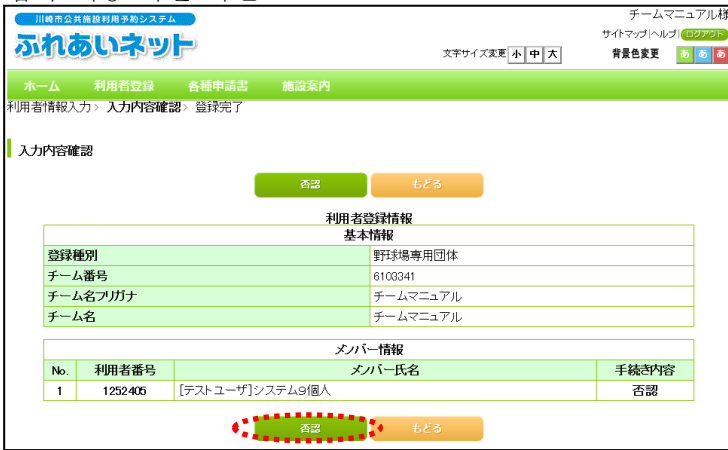 川崎市公共施設利用予約システム
ふれあいネット
チームマニュアル様
サイトマップ|ヘルプ|ログアウト
文字サイズ変更 小 中 大 背景色変更 あ あ あ
ホーム 利用者登録 各種申請書 施設案内
利用者情報入力> 入力内容確認> 登録完了
入力内容確認
否認 もどる
利用者登録情報
基本情報
登録種別 野球場専用団体
チーム番号 6103341
チーム名フリガナ チームマニュアル
チーム名 チームマニュアル
メンバー情報
No. 利用者番号 メンバー氏名 手続き内容
1 1252405 [テストユーザ]システム9個人 否認
否認 もどる